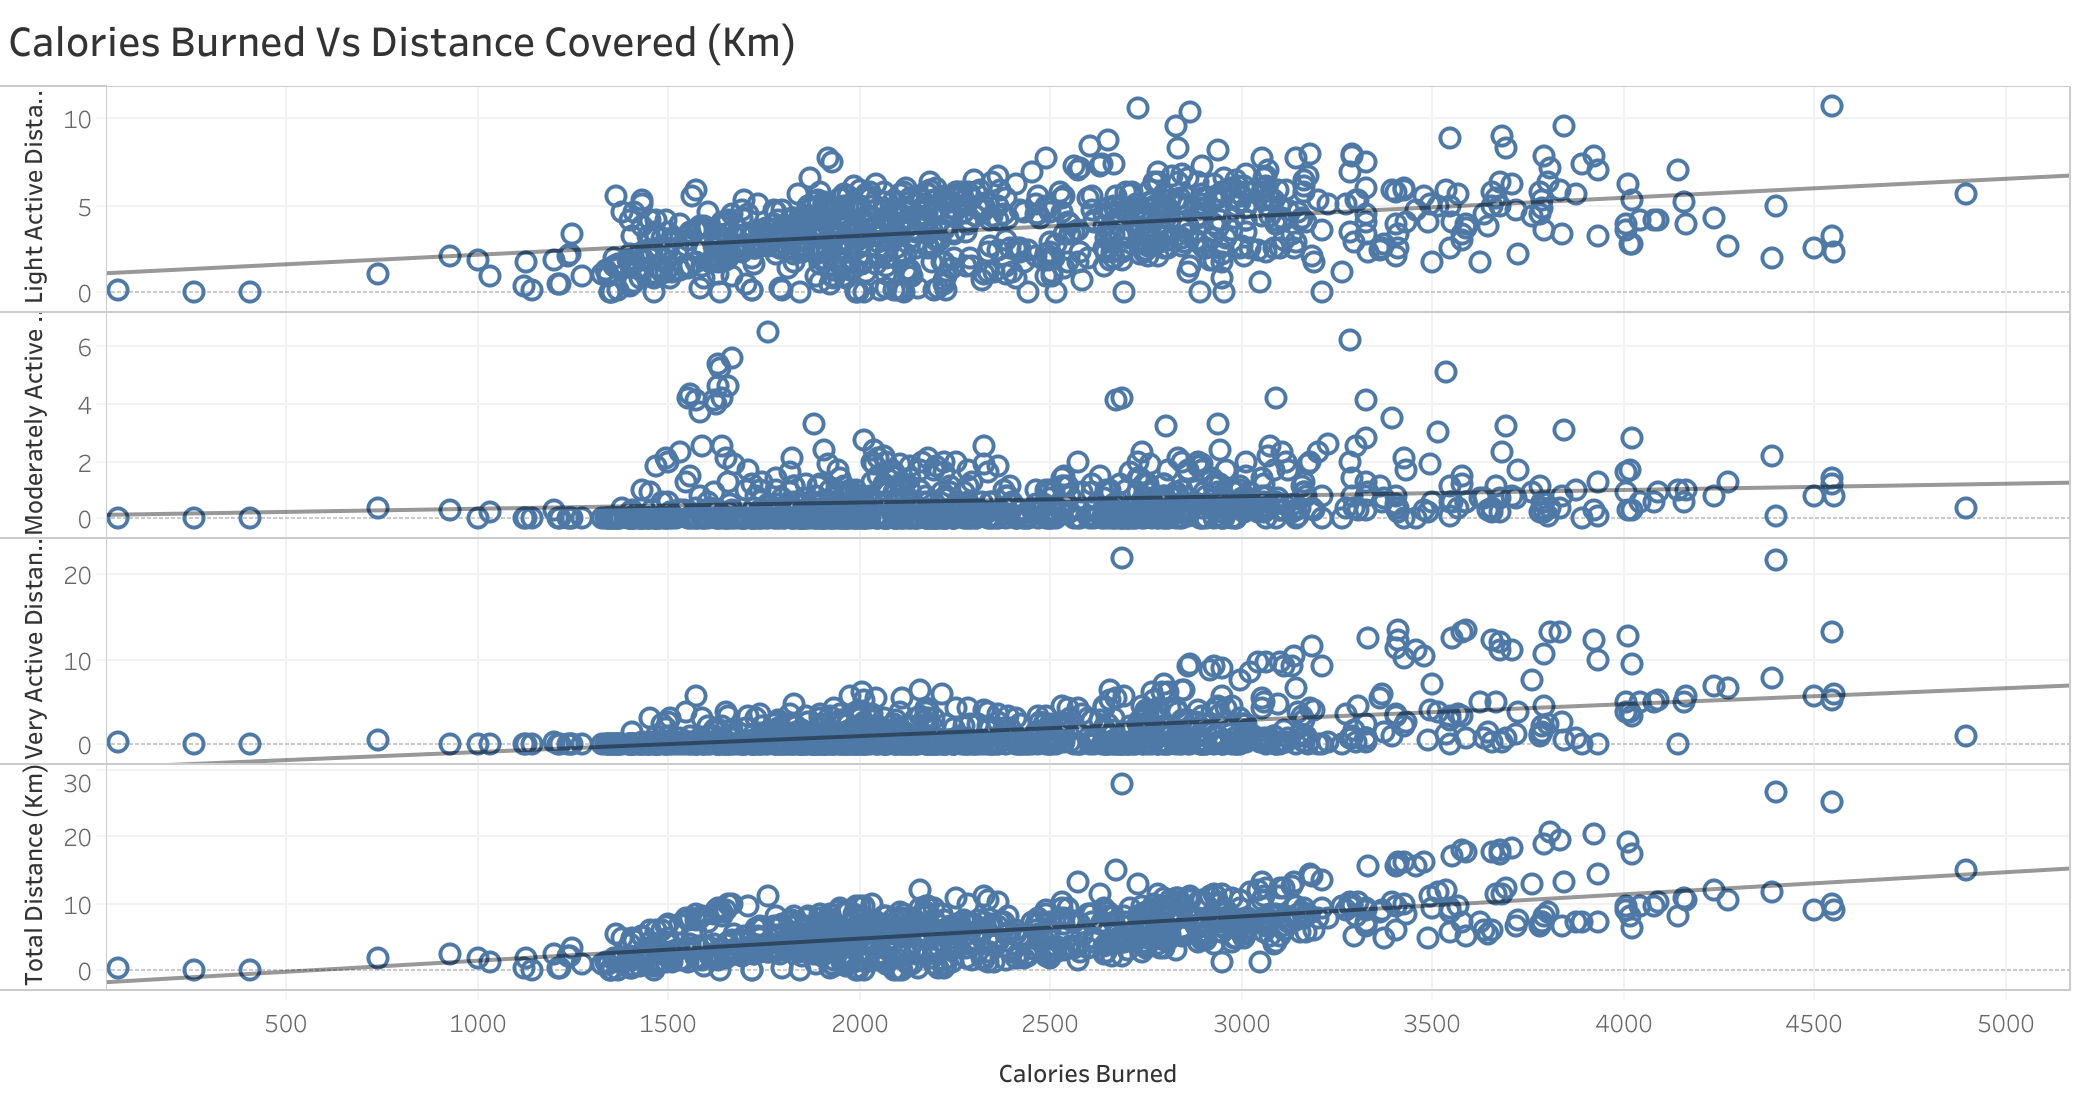 Calories Burned Vs Distance Covered (Km)
Light Active Dista..
10
5
0
Moderately Active ..
6
4
2
0
Very Active Distan..
20
10
0
Total Distance (Km)
30
20
10
0
500 1000 1500 2000 2500 3000 3500 4000 4500 5000
Calories Burned